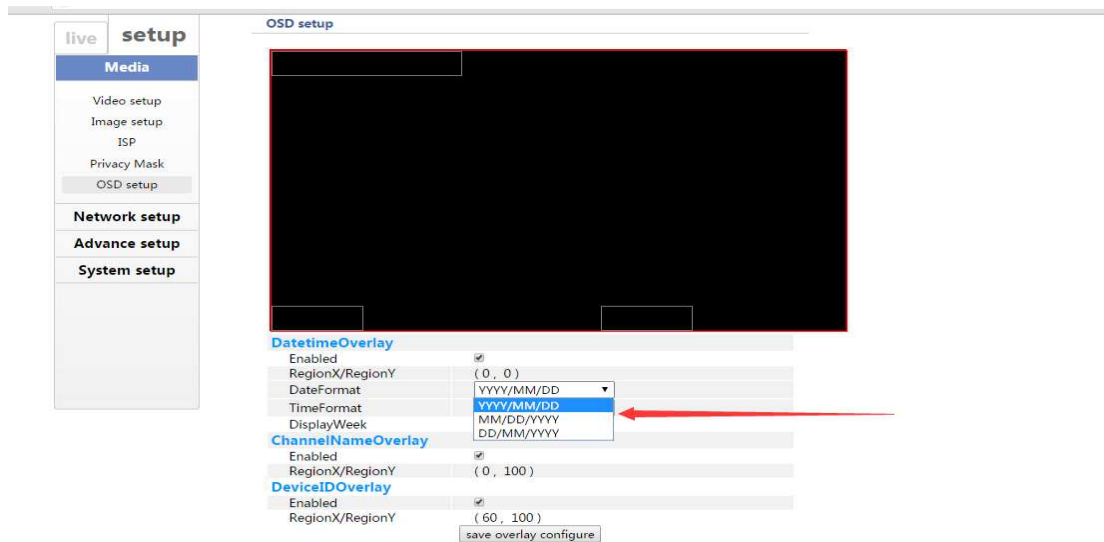 live setup
Media
Video setup
Image setup
ISP
Privacy Mask
OSD setup
Network setup
Advance setup
System setup
OSD setup
DatetimeOverlay
Enabled
RegionX/RegionY ( 0 , 0 )
DateFormat YYYY/MM/DD
YYYY/MM/DD
TimeFormat
MM/DD/YYYY
DisplayWeek
DD/MM/YYYY
ChannelNameOverlay
Enabled
RegionX/RegionY ( 0 , 100 )
DeviceIDOverlay
Enabled
RegionX/RegionY ( 60 , 100 )
save overlay configure